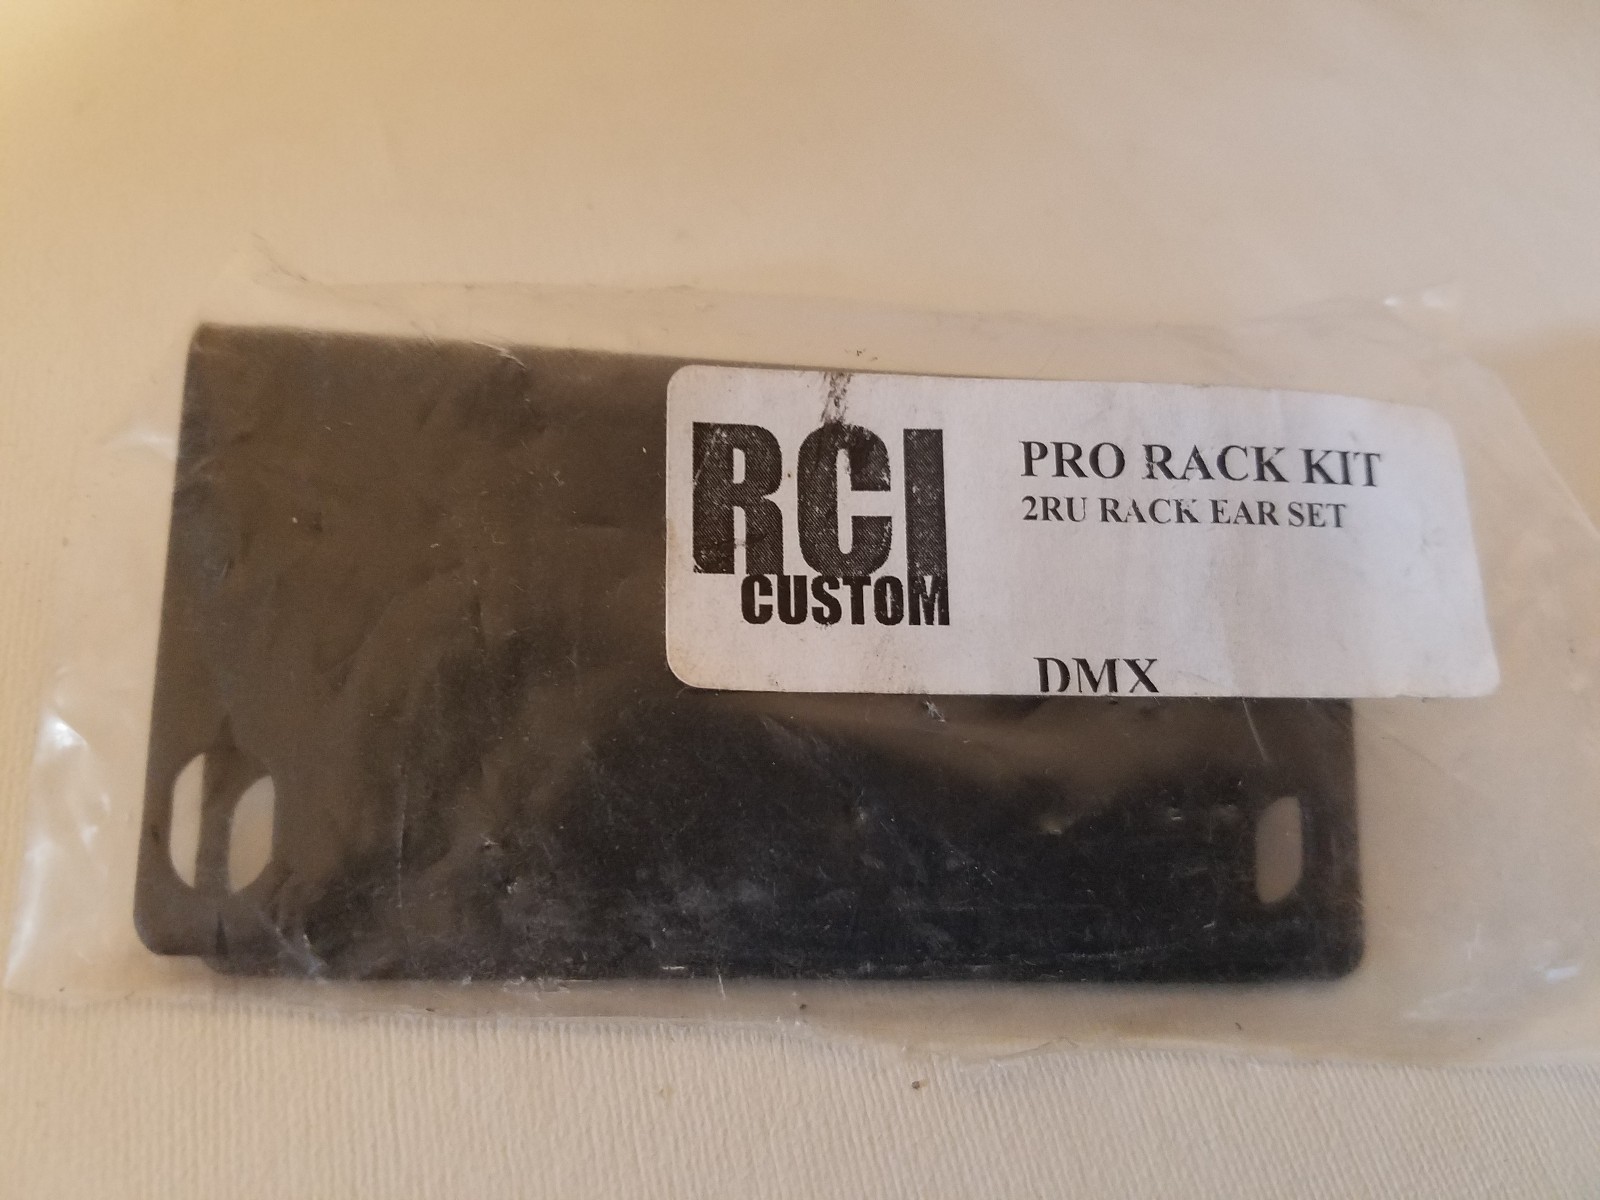 RCI
CUSTOM
PRO RACK KIT
2RU RACK EAR SET
DMX